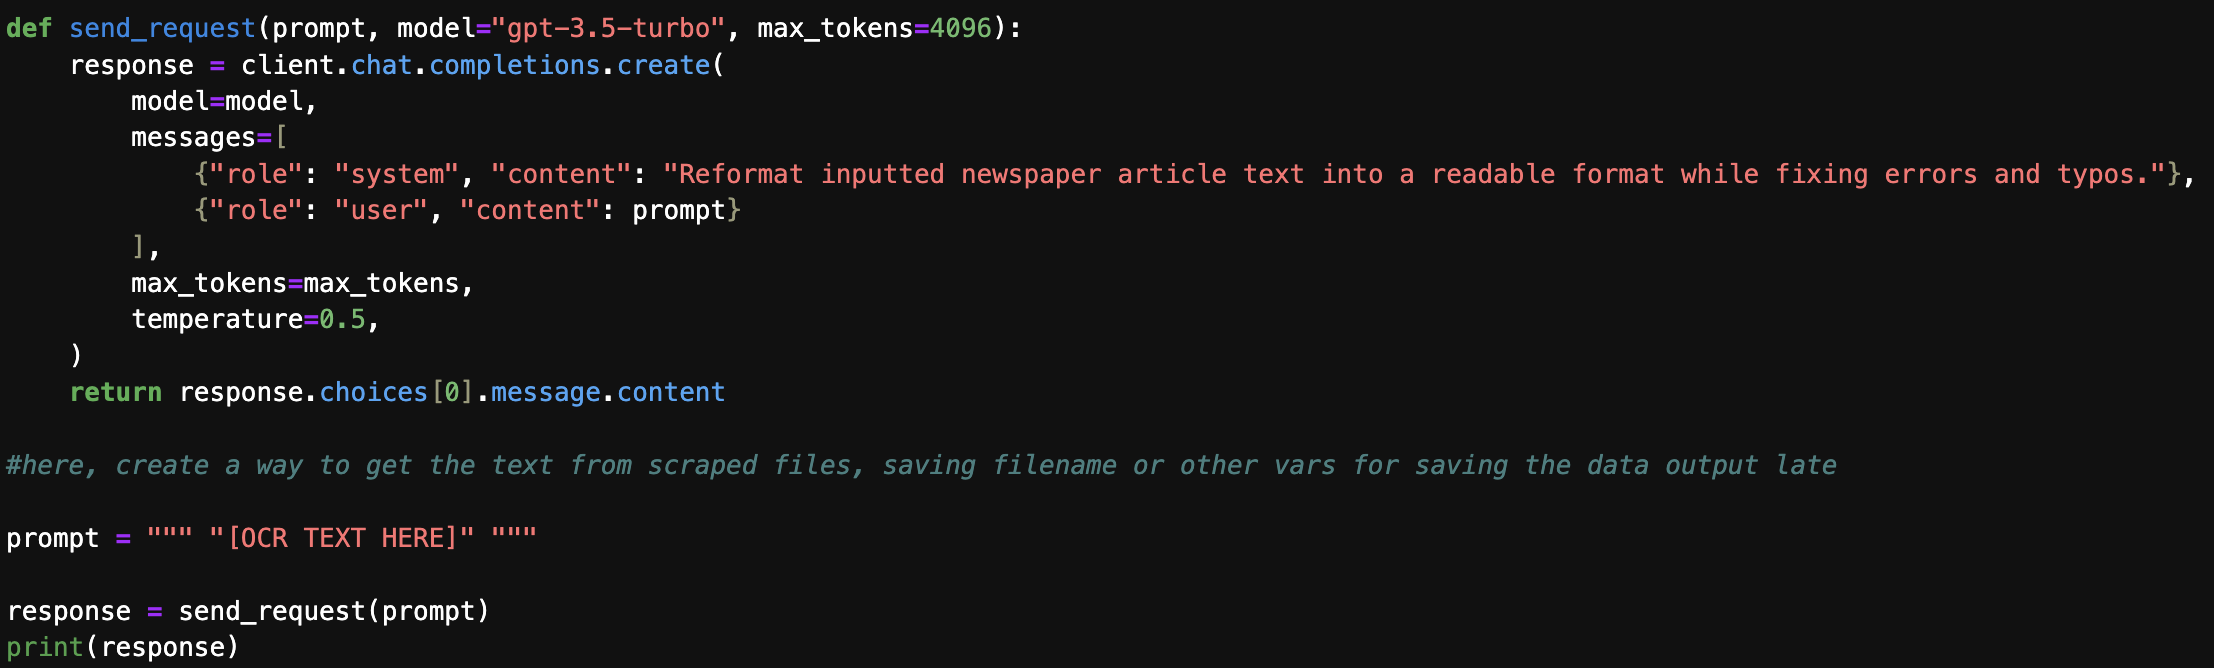 def send_request(prompt, model="gpt-3.5-turbo", max_tokens=4096):
    response = client.chat.completions.create(
        model=model,
        messages=[
            {"role": "system", "content": "Reformat inputted newspaper article text into a readable format while fixing errors and typos."},
            {"role": "user", "content": prompt}
        ],
        max_tokens=max_tokens,
        temperature=0.5,
    )
    return response.choices[0].message.content

#here, create a way to get the text from scraped files, saving filename or other vars for saving the data output late

prompt = """ "[OCR TEXT HERE]" """

response = send_request(prompt)
print(response)